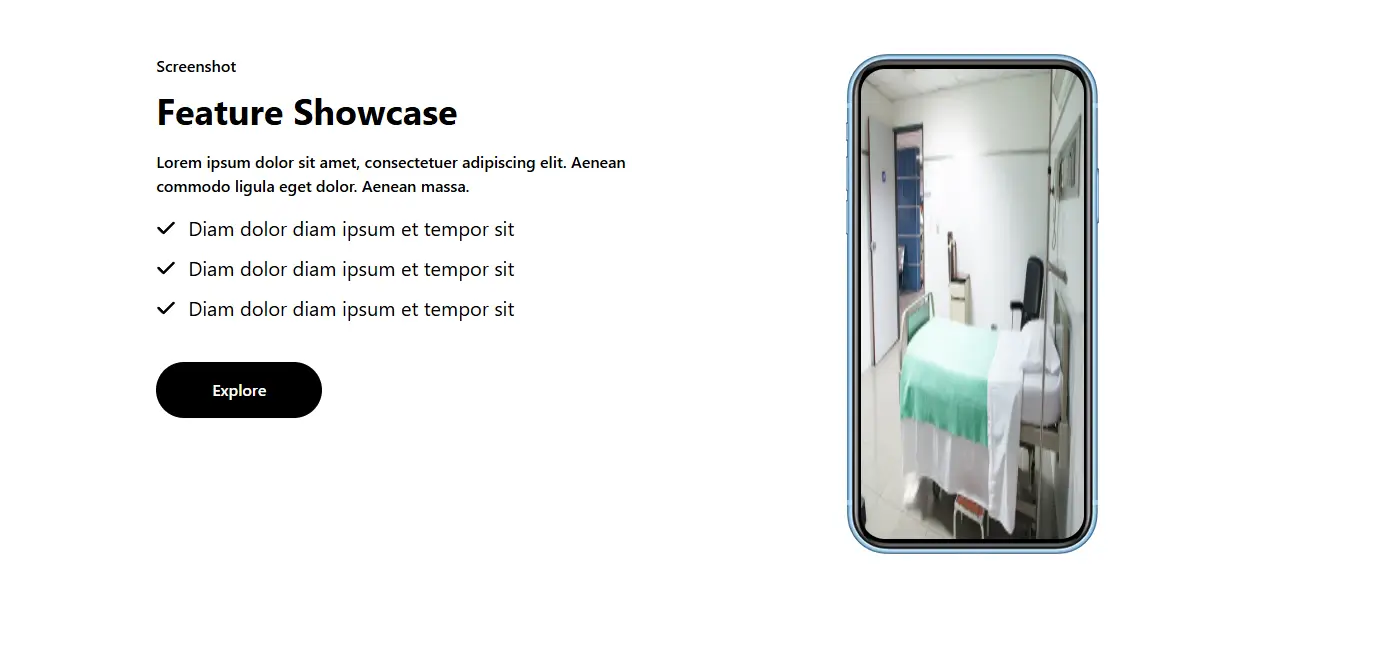 Screenshot
Feature Showcase
Lorem ipsum dolor sit amet, consectetuer adipiscing elit. Aenean
commodo ligula eget dolor. Aenean massa.
Diam dolor diam ipsum et tempor sit
Diam dolor diam ipsum et tempor sit
Diam dolor diam ipsum et tempor sit
Explore